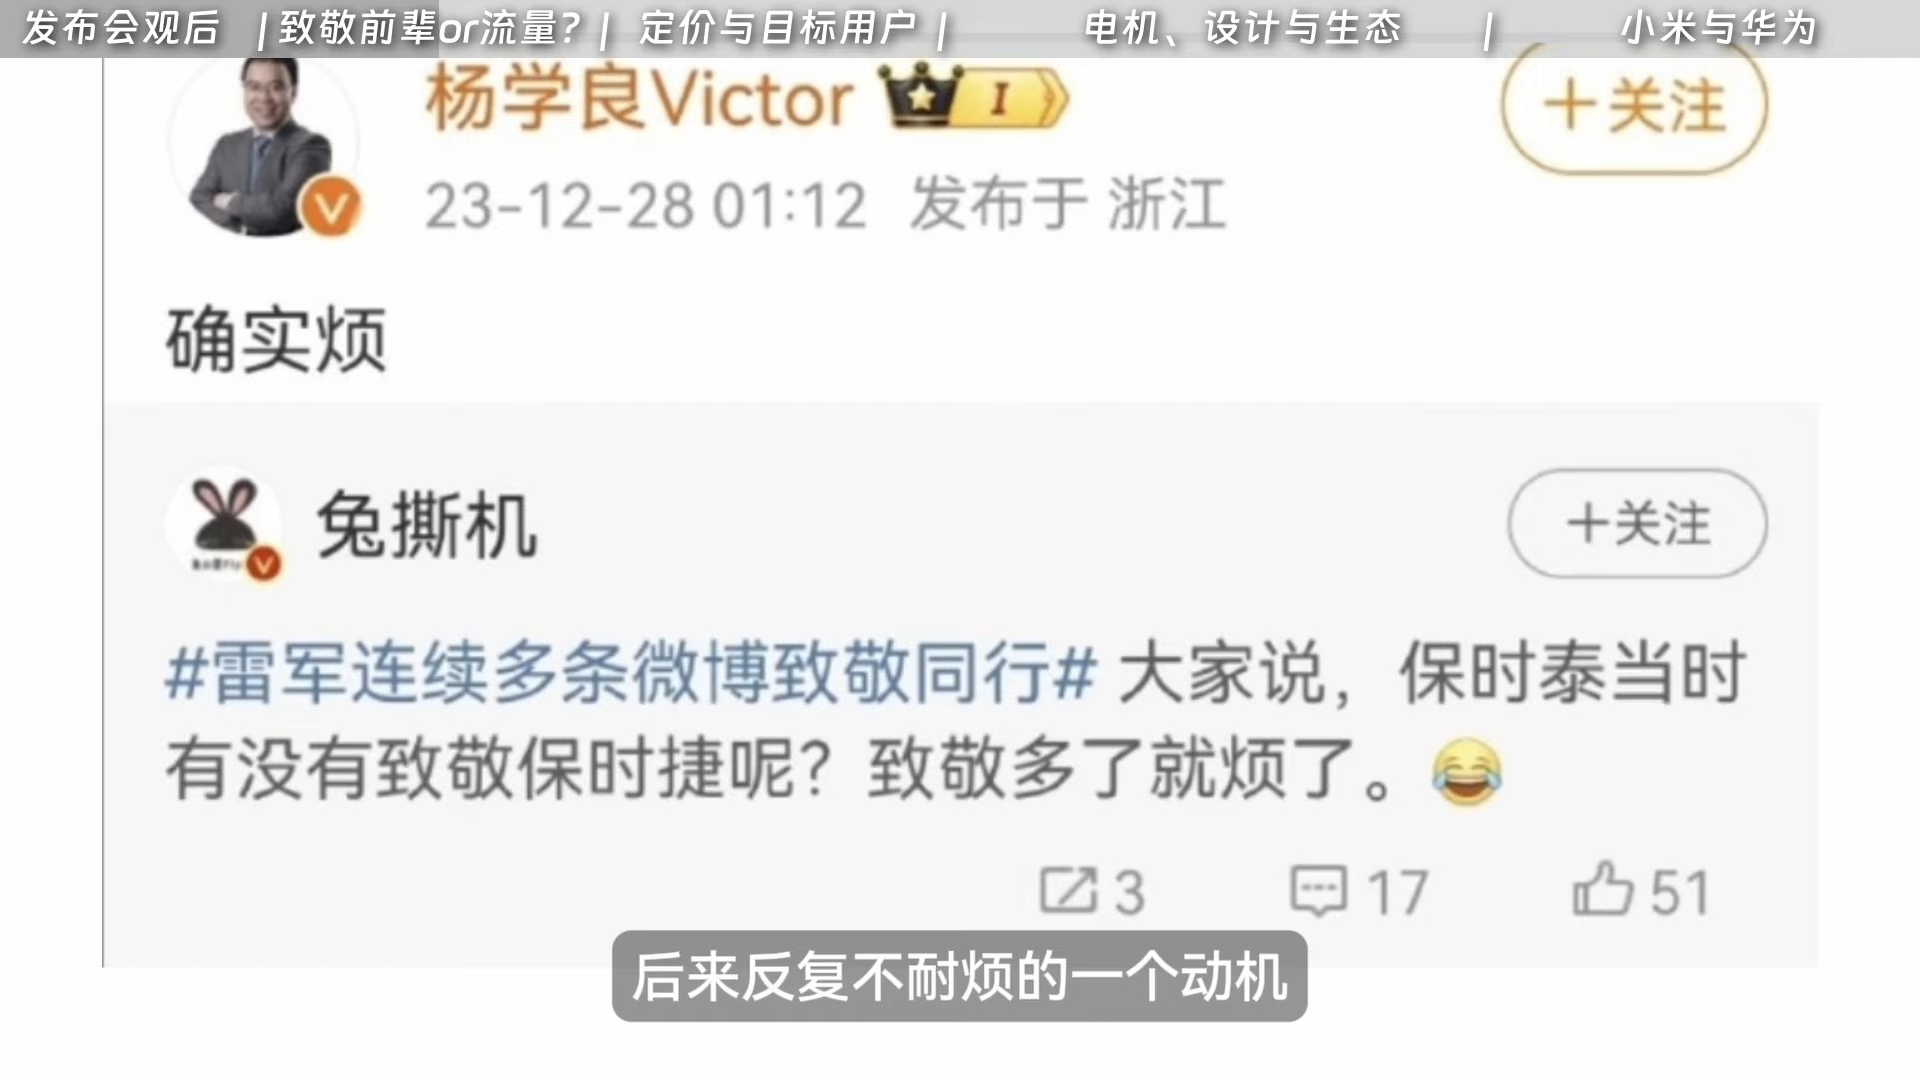 发布会观后 | 致敬前辈or流量? | 定价与目标用户 | 电机、设计与生态 | 小米与华为
杨学良Victor I
+关注
23-12-28 01:12 发布于 浙江
确实烦
兔撕机
+关注
#雷军连续多条微博致敬同行# 大家说，保时泰当时
有没有致敬保时捷呢？致敬多了就烦了。😂
3 17 51
后来反复不耐烦的一个动机